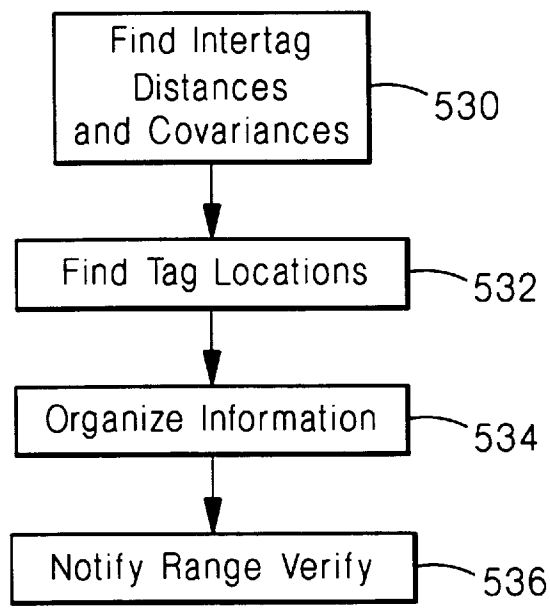 Find Intertag
Distances
and Covariances
530
Find Tag Locations
532
Organize Information
534
Notify Range Verify
536